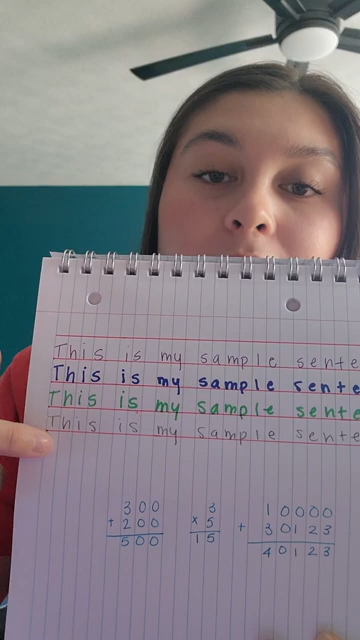 This is my sample sente
This is my sample sente
This is my sample sente
This is my sample sente
300 3 10000
+ 200 x 5 + 30123
500 15 40123